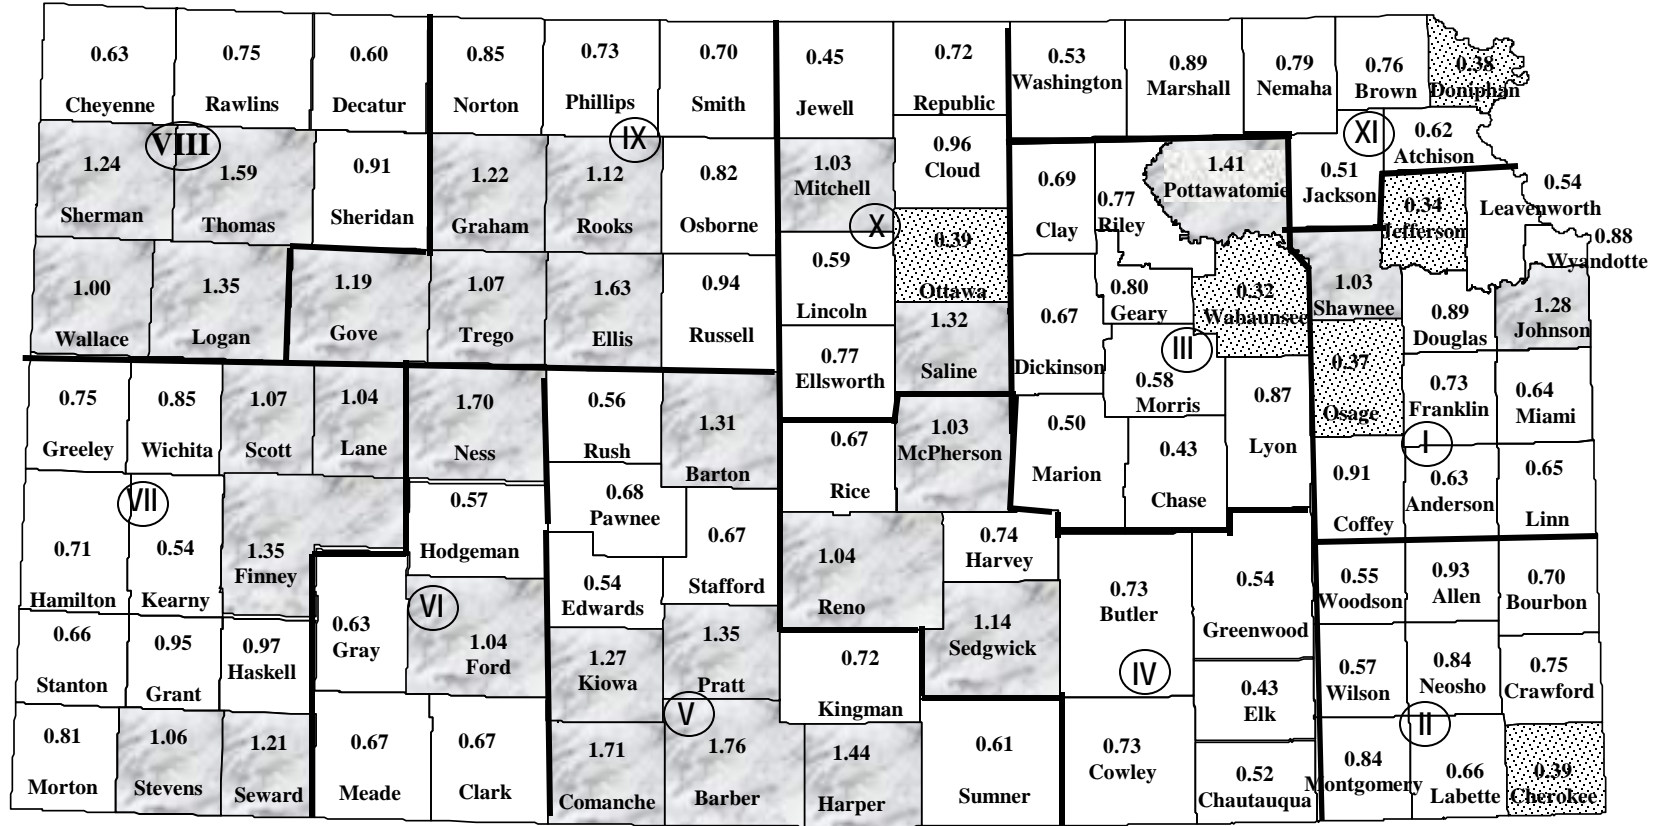 0.63
Cheyenne
0.75
Rawlins
0.60
Decatur
0.85
Norton
0.73
Phillips
0.70
Smith
0.45
Jewell
0.72
Republic
0.53
Washington
0.89
Marshall
0.79
Nemaha
0.76
Brown
0.38
Doniphan
VIII
IX
XI
1.24
Sherman
1.59
Thomas
0.91
Sheridan
1.22
Graham
1.12
Rooks
0.82
Osborne
1.03
Mitchell
0.96
Cloud
0.69
Clay
0.77
Riley
1.41
Pottawatomie
0.51
Jackson
0.62
Atchison
0.34
Jefferson
0.54
Leavenworth
0.88
Wyandotte
X
1.00
Wallace
1.35
Logan
1.19
Gove
1.07
Trego
1.63
Ellis
0.94
Russell
0.59
Lincoln
0.39
Ottawa
0.67
Dickinson
0.80
Geary
0.32
Wabaunsee
1.03
Shawnee
0.89
Douglas
1.28
Johnson
0.77
Ellsworth
1.32
Saline
III
0.58
Morris
0.87
Lyon
0.37
Osage
0.73
Franklin
0.64
Miami
0.75
Greeley
0.85
Wichita
1.07
Scott
1.04
Lane
1.70
Ness
0.56
Rush
1.31
Barton
0.67
Rice
1.03
McPherson
0.50
Marion
0.43
Chase
I
0.91
Coffey
0.63
Anderson
0.65
Linn
VII
0.71
Hamilton
0.54
Kearny
1.35
Finney
0.57
Hodgeman
0.68
Pawnee
0.67
Stafford
0.54
Edwards
1.04
Reno
0.74
Harvey
0.73
Butler
0.54
Greenwood
0.55
Woodson
0.93
Allen
0.70
Bourbon
0.66
Stanton
0.95
Grant
0.97
Haskell
0.63
Gray
VI
1.04
Ford
1.27
Kiowa
1.35
Pratt
0.72
Kingman
1.14
Sedgwick
IV
0.43
Elk
0.57
Wilson
0.84
Neosho
0.75
Crawford
V
II
0.81
Morton
1.06
Stevens
1.21
Seward
0.67
Meade
0.67
Clark
1.71
Comanche
1.76
Barber
1.44
Harper
0.61
Sumner
0.73
Cowley
0.52
Chautauqua
0.84
Montgomery
0.66
Labette
0.39
Cherokee